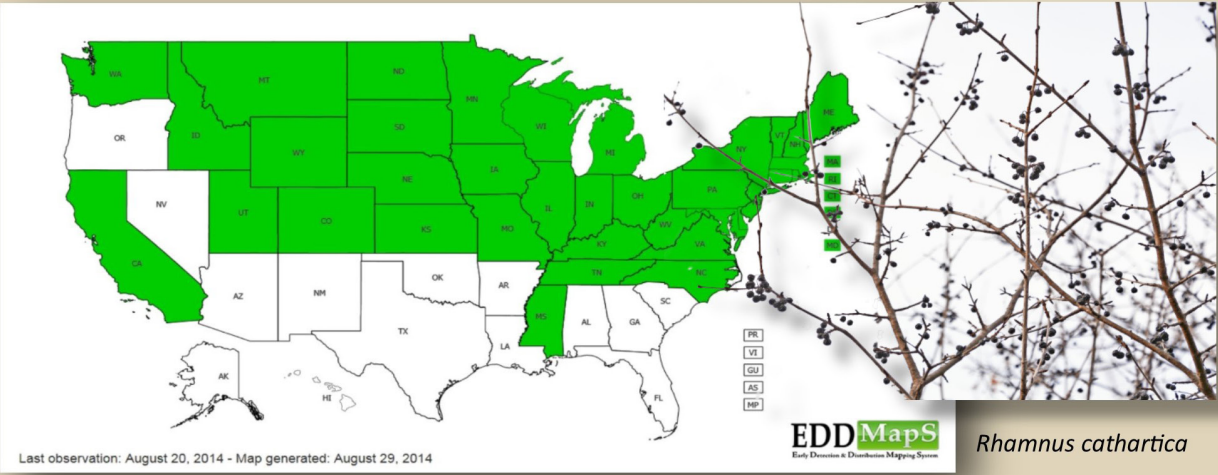 WA
MT
ND
MN
ME
OR
ID
SD
WI
VT
NH
NY
MI
WY
IA
NE
PA
MA
RI
CT
NV
UT
CO
IL
IN
OH
KS
MO
WV
VA
KY
MD
CA
TN
NC
AZ
NM
OK
AR
SC
MS
AL
GA
TX
LA
PR
VI
GU
AS
MP
AK
HI
FL
EDDMapS
Early Detection & Distribution Mapping System
Last observation: August 20, 2014 - Map generated: August 29, 2014
Rhamnus cathartica